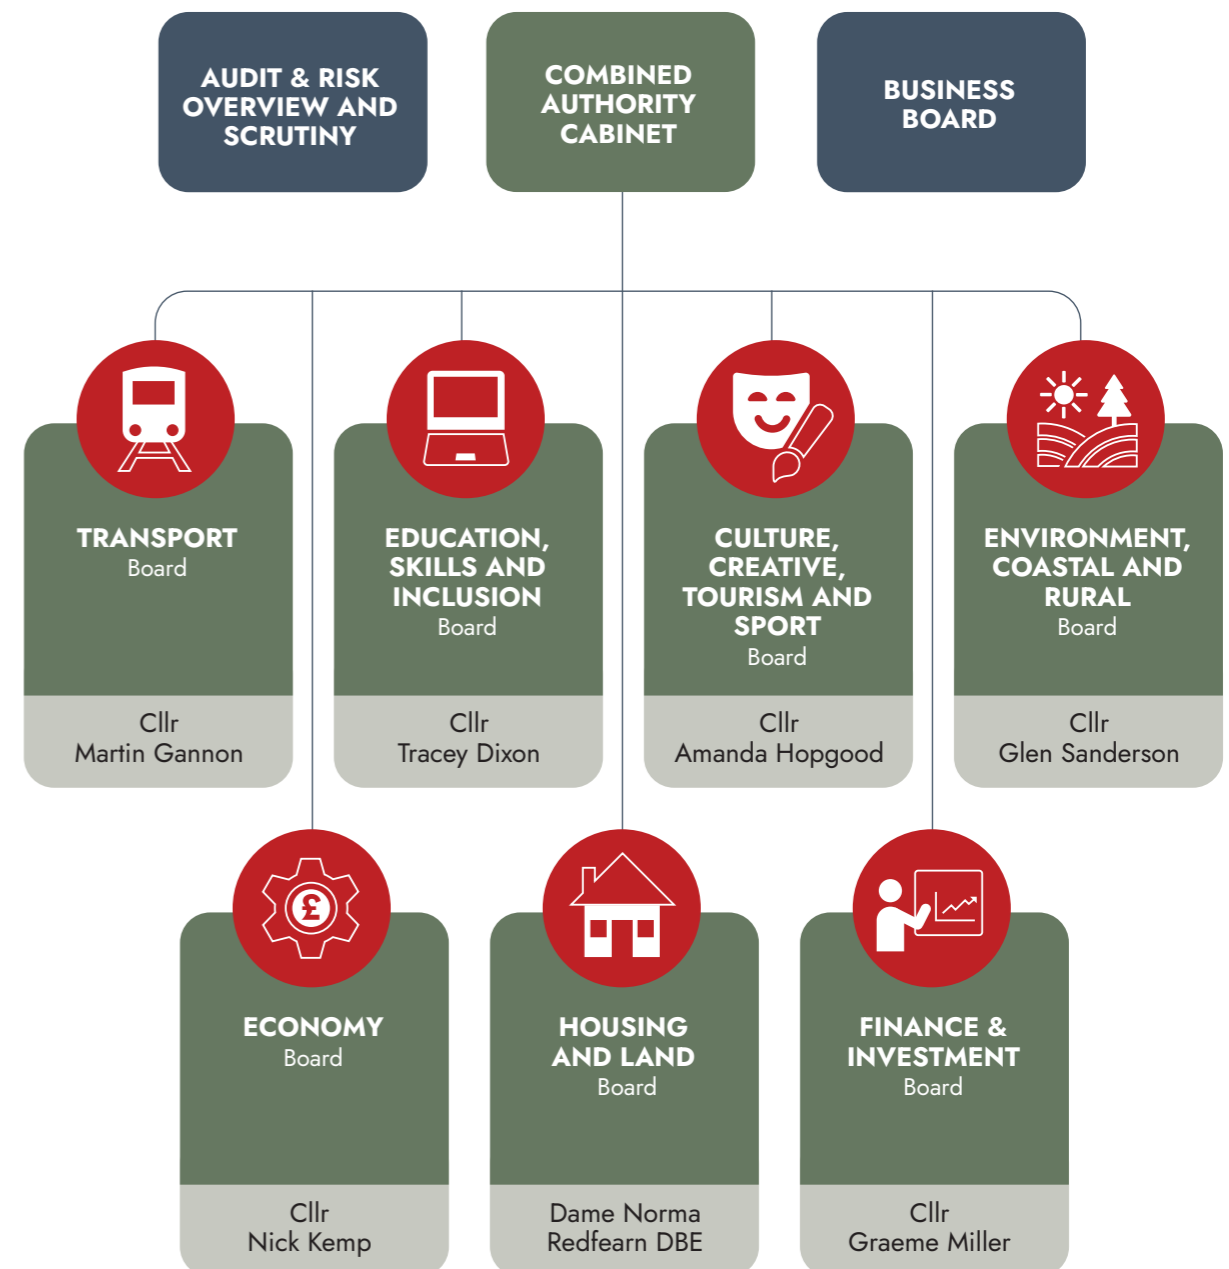 AUDIT & RISK
OVERVIEW AND
SCRUTINY
COMBINED
AUTHORITY
CABINET
BUSINESS
BOARD
TRANSPORT
Board
Cllr
Martin Gannon
EDUCATION,
SKILLS AND
INCLUSION
Board
Cllr
Tracey Dixon
CULTURE,
CREATIVE,
TOURISM AND
SPORT
Board
Cllr
Amanda Hopgood
ENVIRONMENT,
COASTAL AND
RURAL
Board
Cllr
Glen Sanderson
£
ECONOMY
Board
Cllr
Nick Kemp
HOUSING
AND LAND
Board
Dame Norma
Redfearn DBE
FINANCE &
INVESTMENT
Board
Cllr
Graeme Miller